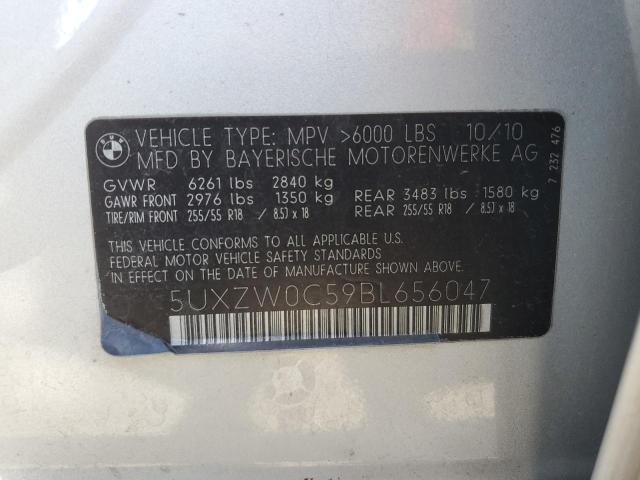 BMW
VEHICLE TYPE: MPV >6000 LBS 10/10
MFD BY BAYERISCHE MOTORENWERKE AG
GVWR 6261 lbs 2840 kg
GAWR FRONT 2976 lbs 1350 kg REAR 3483 lbs 1580 kg
TIRE/RIM FRONT 255/55 R18 / 8.5J x 18 REAR 255/55 R18 / 8.5J x 18
THIS VEHICLE CONFORMS TO ALL APPLICABLE U.S.
FEDERAL MOTOR VEHICLE SAFETY STANDARDS
IN EFFECT ON THE DATE OF MANUFACTURE SHOWN ABOVE.
5UXZW0C59BL656047
7 232 476